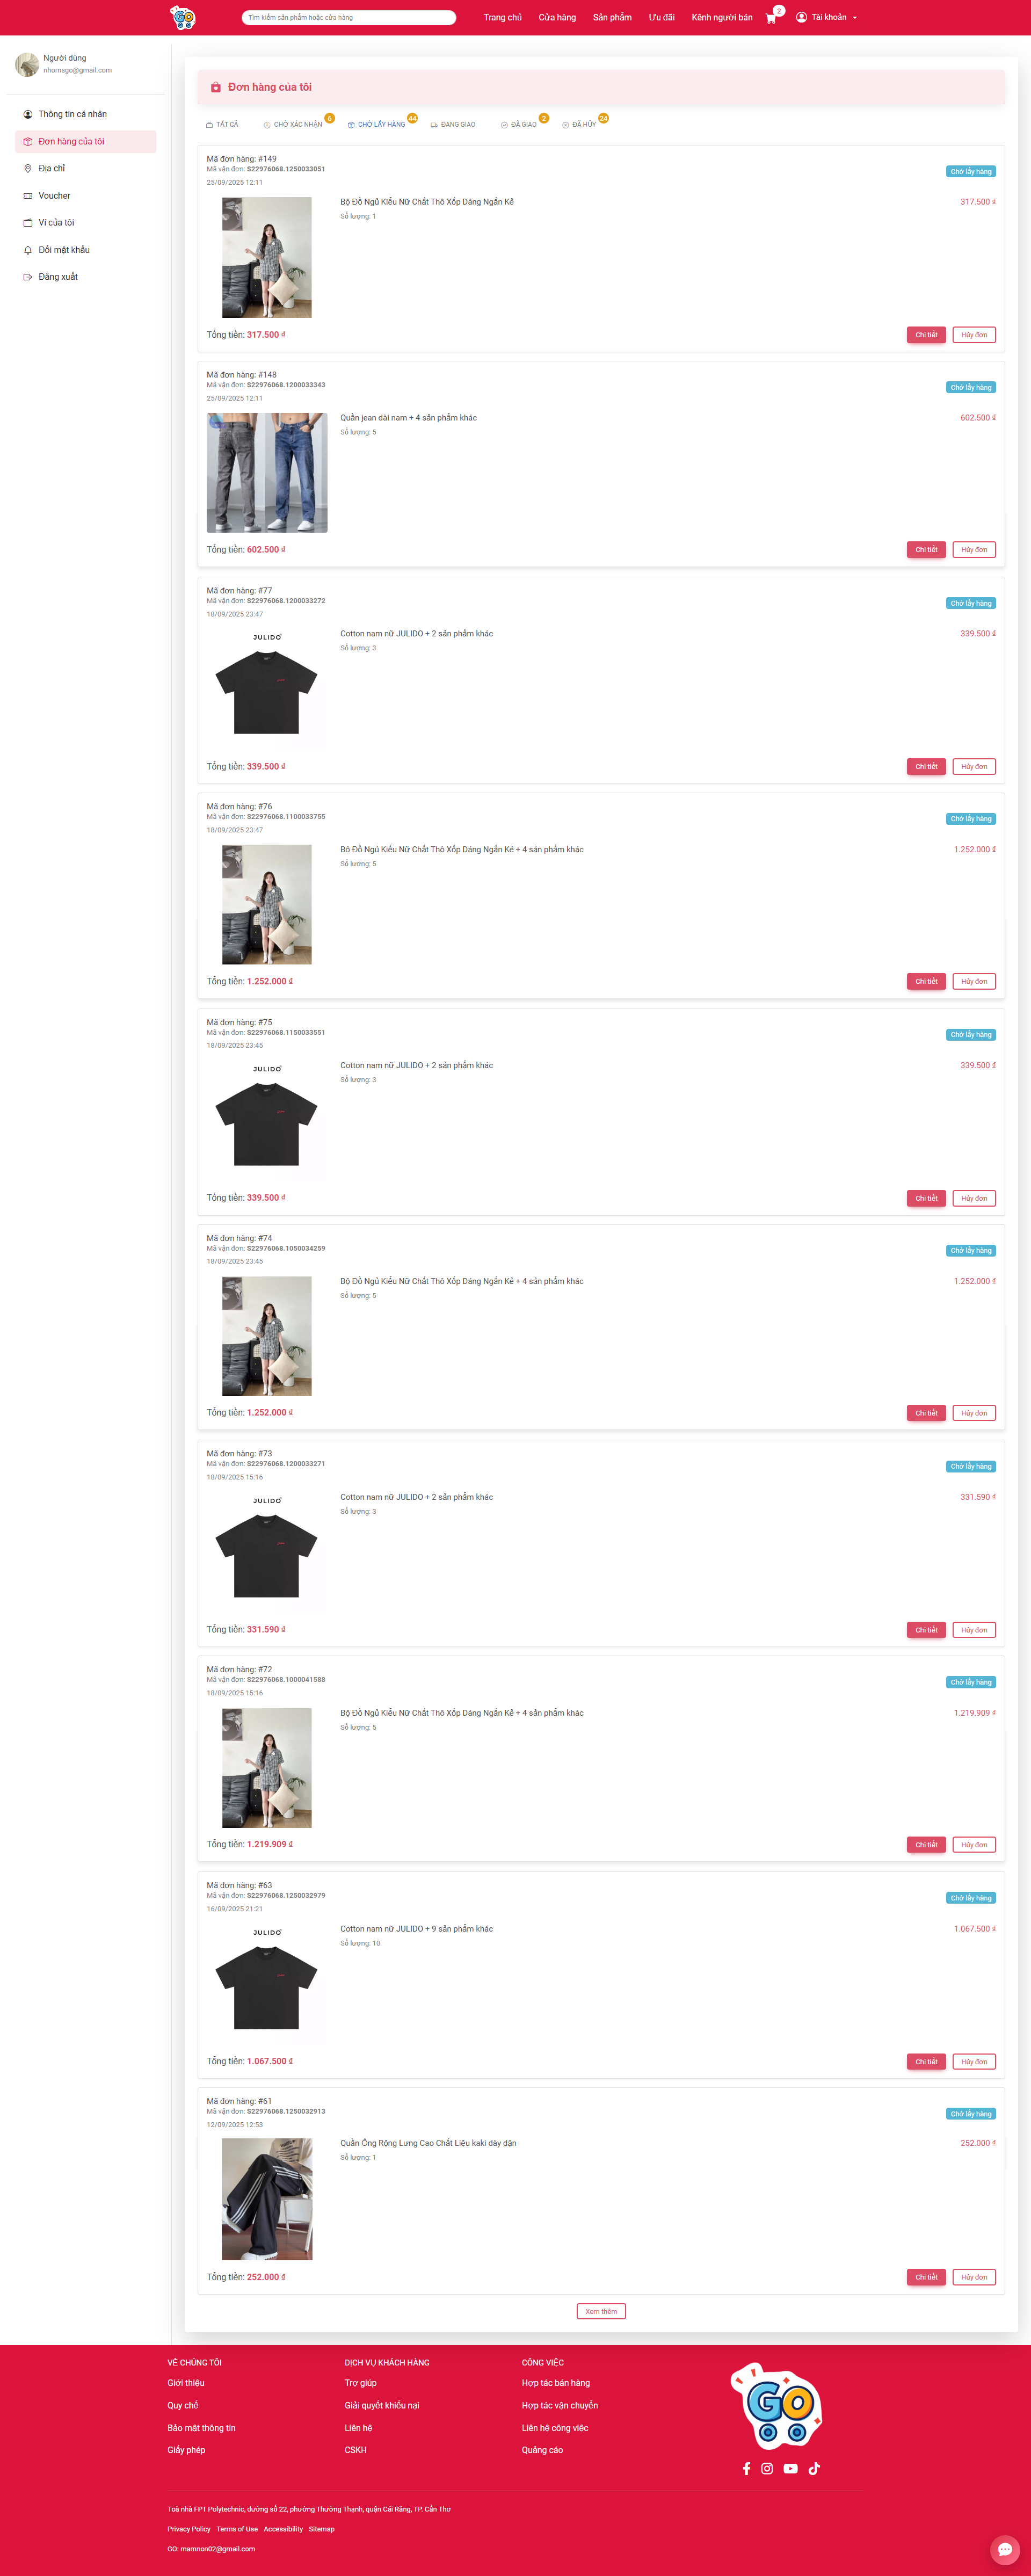 GO
Tìm kiếm sản phẩm hoặc cửa hàng
Trang chủ
Cửa hàng
Sản phẩm
Ưu đãi
Kênh người bán
2
Tài khoản
Người dùng
nhomsgo@gmail.com
Thông tin cá nhân
Đơn hàng của tôi
Địa chỉ
Voucher
Ví của tôi
Đổi mật khẩu
Đăng xuất
Đơn hàng của tôi
TẤT CẢ
CHỜ XÁC NHẬN 6
CHỜ LẤY HÀNG 44
ĐANG GIAO
ĐÃ GIAO 3
ĐÃ HỦY 24
Mã đơn hàng: #149
Mã vận đơn: S22976068.1250033051
25/09/2025 12:11
Chờ lấy hàng
Bộ Đồ Ngủ Kiểu Nữ Chất Thô Xốp Dáng Ngắn Kẻ
317.500 ₫
Số lượng: 1
Tổng tiền: 317.500 ₫
Chi tiết
Hủy đơn
Mã đơn hàng: #148
Mã vận đơn: S22976068.1200033343
25/09/2025 12:11
Chờ lấy hàng
Quần jean dài nam + 4 sản phẩm khác
602.500 ₫
Số lượng: 5
Tổng tiền: 602.500 ₫
Chi tiết
Hủy đơn
Mã đơn hàng: #77
Mã vận đơn: S22976068.1200033272
18/09/2025 23:47
Chờ lấy hàng
JULIDO
Cotton nam nữ JULIDO + 2 sản phẩm khác
339.500 ₫
Số lượng: 3
Tổng tiền: 339.500 ₫
Chi tiết
Hủy đơn
Mã đơn hàng: #76
Mã vận đơn: S22976068.1100033755
18/09/2025 23:47
Chờ lấy hàng
Bộ Đồ Ngủ Kiểu Nữ Chất Thô Xốp Dáng Ngắn Kẻ + 4 sản phẩm khác
1.252.000 ₫
Số lượng: 5
Tổng tiền: 1.252.000 ₫
Chi tiết
Hủy đơn
Mã đơn hàng: #75
Mã vận đơn: S22976068.1150033551
18/09/2025 23:45
Chờ lấy hàng
JULIDO
Cotton nam nữ JULIDO + 2 sản phẩm khác
339.500 ₫
Số lượng: 3
Tổng tiền: 339.500 ₫
Chi tiết
Hủy đơn
Mã đơn hàng: #74
Mã vận đơn: S22976068.1050034259
18/09/2025 23:45
Chờ lấy hàng
Bộ Đồ Ngủ Kiểu Nữ Chất Thô Xốp Dáng Ngắn Kẻ + 4 sản phẩm khác
1.252.000 ₫
Số lượng: 5
Tổng tiền: 1.252.000 ₫
Chi tiết
Hủy đơn
Mã đơn hàng: #73
Mã vận đơn: S22976068.1200033271
18/09/2025 15:16
Chờ lấy hàng
JULIDO
Cotton nam nữ JULIDO + 2 sản phẩm khác
331.590 ₫
Số lượng: 3
Tổng tiền: 331.590 ₫
Chi tiết
Hủy đơn
Mã đơn hàng: #72
Mã vận đơn: S22976068.1000041588
18/09/2025 15:16
Chờ lấy hàng
Bộ Đồ Ngủ Kiểu Nữ Chất Thô Xốp Dáng Ngắn Kẻ + 4 sản phẩm khác
1.219.909 ₫
Số lượng: 5
Tổng tiền: 1.219.909 ₫
Chi tiết
Hủy đơn
Mã đơn hàng: #63
Mã vận đơn: S22976068.1250032979
16/09/2025 21:21
Chờ lấy hàng
JULIDO
Cotton nam nữ JULIDO + 9 sản phẩm khác
1.067.500 ₫
Số lượng: 10
Tổng tiền: 1.067.500 ₫
Chi tiết
Hủy đơn
Mã đơn hàng: #61
Mã vận đơn: S22976068.1250032913
12/09/2025 12:53
Chờ lấy hàng
Quần Ống Rộng Lưng Cao Chất Liệu kaki dày dặn
252.000 ₫
Số lượng: 1
Tổng tiền: 252.000 ₫
Chi tiết
Hủy đơn
Xem thêm
VỀ CHÚNG TÔI
Giới thiệu
Quy chế
Bảo mật thông tin
Giấy phép
DỊCH VỤ KHÁCH HÀNG
Trợ giúp
Giải quyết khiếu nại
Liên hệ
CSKH
CÔNG VIỆC
Hợp tác bán hàng
Hợp tác vận chuyển
Liên hệ công việc
Quảng cáo
GO
Toà nhà FPT Polytechnic, đường số 22, phường Thường Thạnh, quận Cái Răng, TP. Cần Thơ
Privacy Policy Terms of Use Accessibility Sitemap
GO: mamnon02@gmail.com